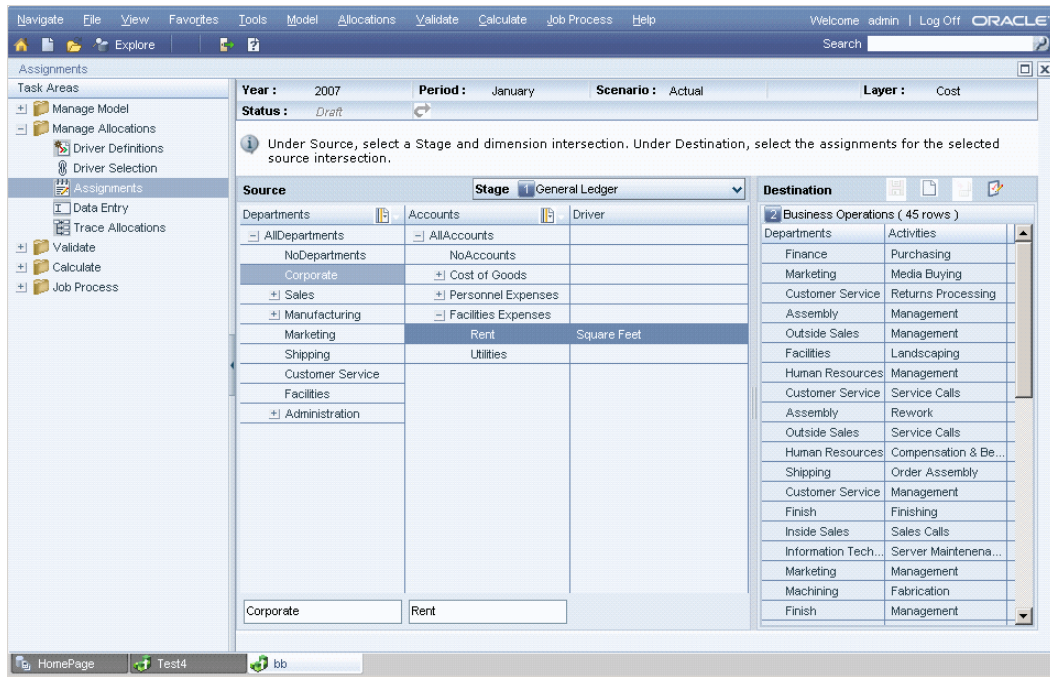 Navigate File View Favorites Tools Model Allocations Validate Calculate Job Process Help Welcome admin | Log Off ORACLE
Explore Search
Assignments
Task Areas
Manage Model
Manage Allocations
Driver Definitions
Driver Selection
Assignments
Data Entry
Trace Allocations
Validate
Calculate
Job Process
Year : 2007 Period : January Scenario : Actual Layer : Cost
Status : Draft
Under Source, select a Stage and dimension intersection. Under Destination, select the assignments for the selected
source intersection.
Source Stage 1 General Ledger
Departments Accounts Driver
AllDepartments AllAccounts
NoDepartments NoAccounts
Corporate Cost of Goods
Sales Personnel Expenses
Manufacturing Facilities Expenses
Marketing Rent Square Feet
Shipping Utilities
Customer Service
Facilities
Administration
Corporate Rent
Destination
2 Business Operations ( 45 rows )
Departments Activities
Finance Purchasing
Marketing Media Buying
Customer Service Returns Processing
Assembly Management
Outside Sales Management
Facilities Landscaping
Human Resources Management
Customer Service Service Calls
Assembly Rework
Outside Sales Service Calls
Human Resources Compensation & Be...
Shipping Order Assembly
Customer Service Management
Finish Finishing
Inside Sales Sales Calls
Information Tech... Server Maintenena...
Marketing Management
Machining Fabrication
Finish Management
HomePage Test4 bb